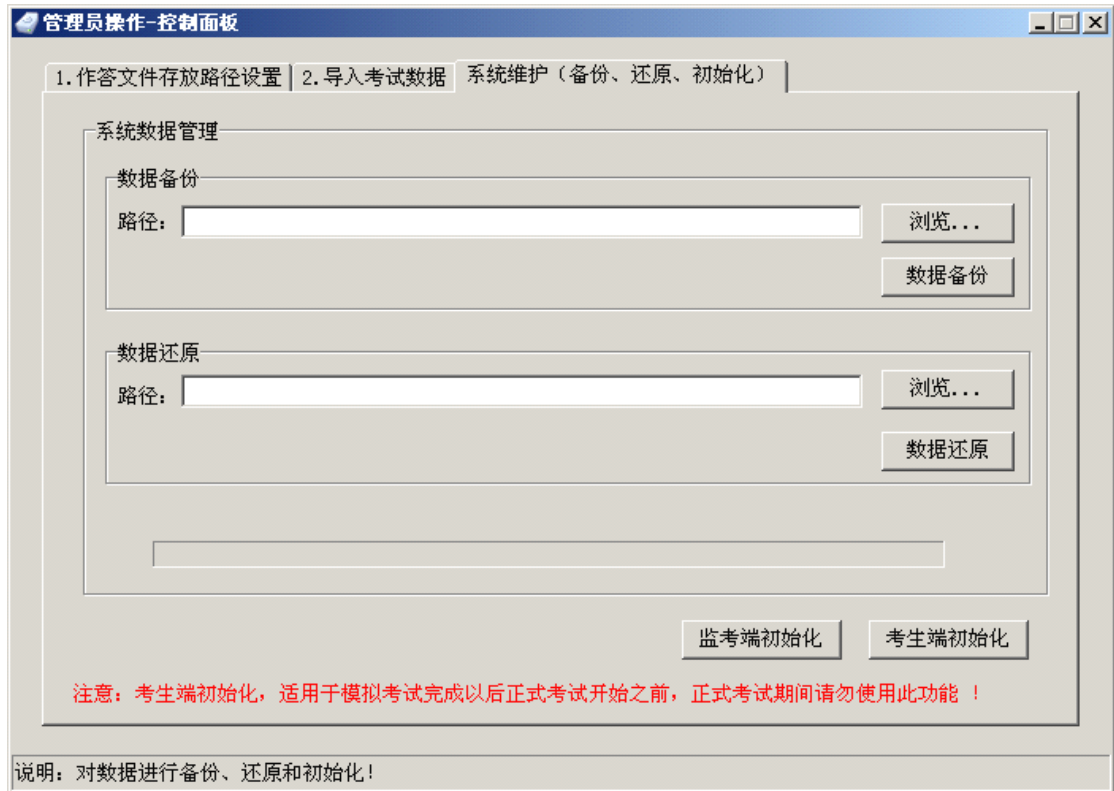 管理员操作-控制面板
1.作答文件存放路径设置
2.导入考试数据
系统维护（备份、还原、初始化）
系统数据管理
数据备份
路径：
浏览...
数据备份
数据还原
路径：
浏览...
数据还原
监考端初始化
考生端初始化
注意：考生端初始化，适用于模拟考试完成以后正式考试开始之前，正式考试期间请勿使用此功能 ！
说明：对数据进行备份、还原和初始化！